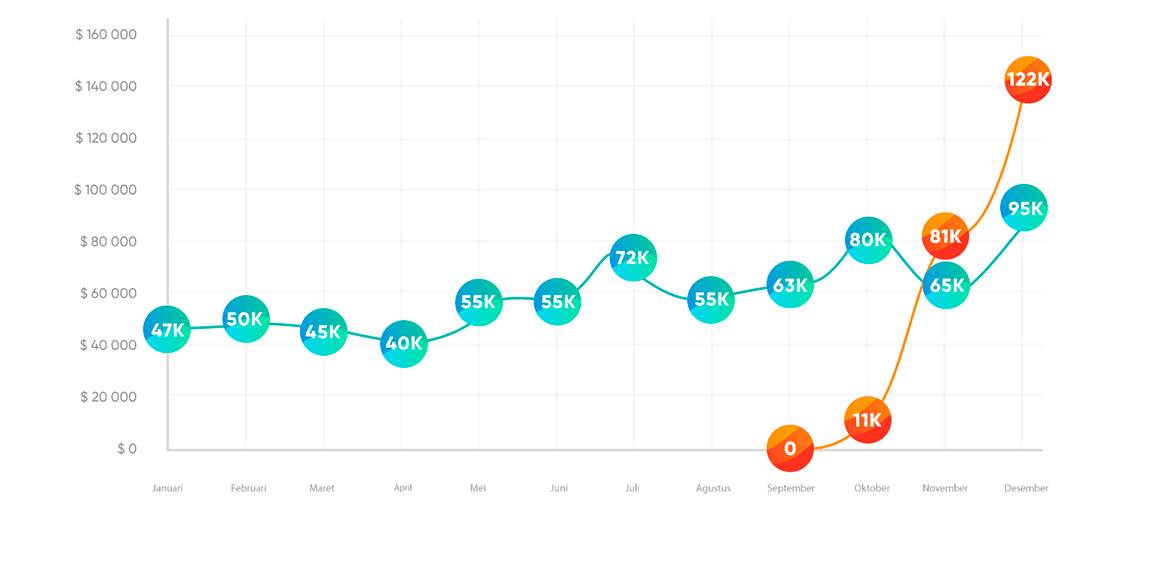 $ 160 000
$ 140 000
$ 120 000
$ 100 000
$ 80 000
$ 60 000
$ 40 000
$ 20 000
$ 0
122K
95K
81K
80K
72K
65K
63K
55K
55K
55K
50K
47K
45K
40K
11K
0
Januari Februari Maret April Mei Juni Juli Agustus September Oktober November Desember